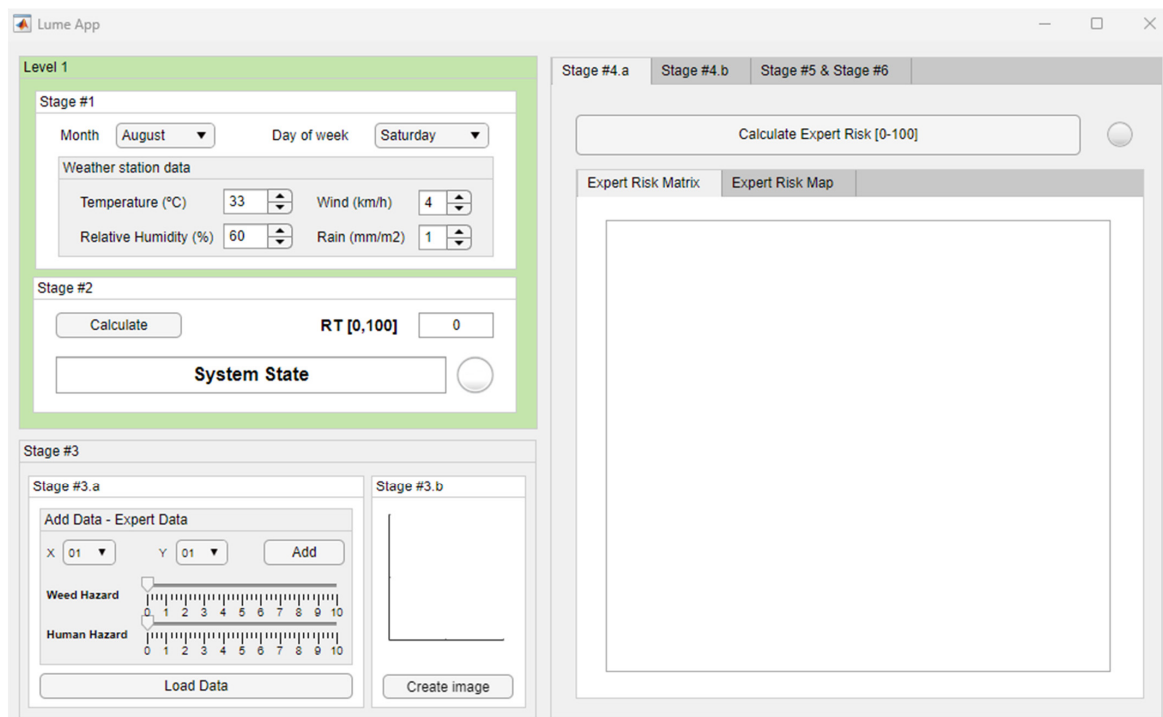 Lume App
Level 1
Stage #1
Month August Day of week Saturday
Weather station data
Temperature (ºC) 33 Wind (km/h) 4
Relative Humidity (%) 60 Rain (mm/m2) 1
Stage #2
Calculate RT [0,100] 0
System State
Stage #3
Stage #3.a
Add Data - Expert Data
X 01 Y 01 Add
Weed Hazard
0 1 2 3 4 5 6 7 8 9 10
Human Hazard
0 1 2 3 4 5 6 7 8 9 10
Load Data
Stage #3.b
Create image
Stage #4.a Stage #4.b Stage #5 & Stage #6
Calculate Expert Risk [0-100]
Expert Risk Matrix Expert Risk Map